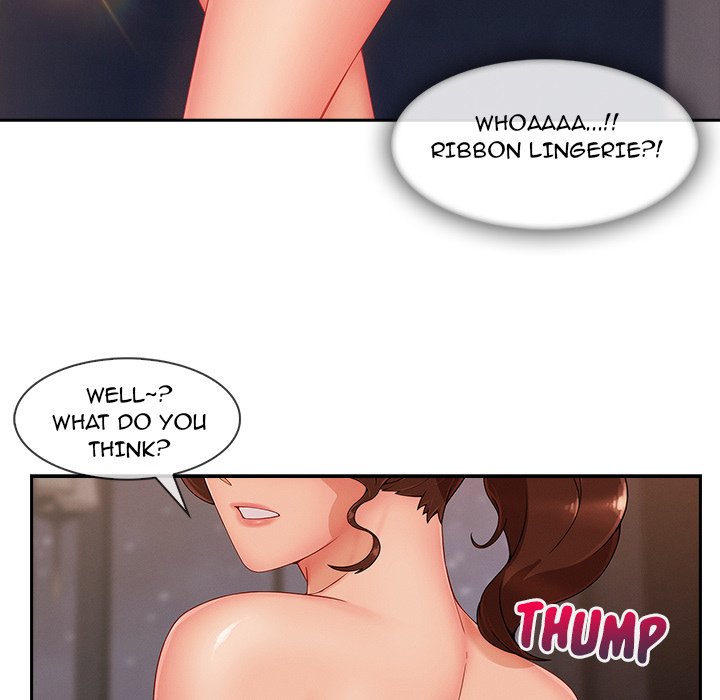 WHOAAAA...!!
RIBBON LINGERIE?!
WELL~?
WHAT DO YOU
THINK?
THUMP